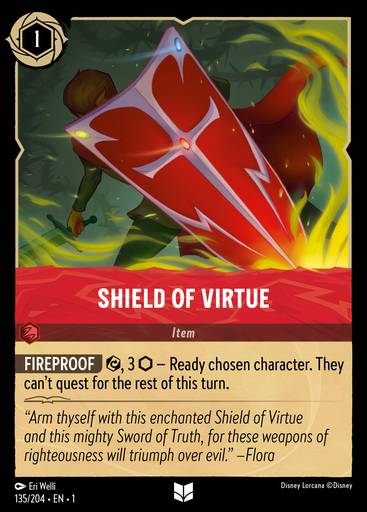 1
SHIELD OF VIRTUE
Item
FIREPROOF , 3 – Ready chosen character. They
can’t quest for the rest of this turn.
“Arm thyself with this enchanted Shield of Virtue
and this mighty Sword of Truth, for these weapons of
righteousness will triumph over evil.” –Flora
Eri Welli
Disney Lorcana ©Disney
135/204 • EN • 1